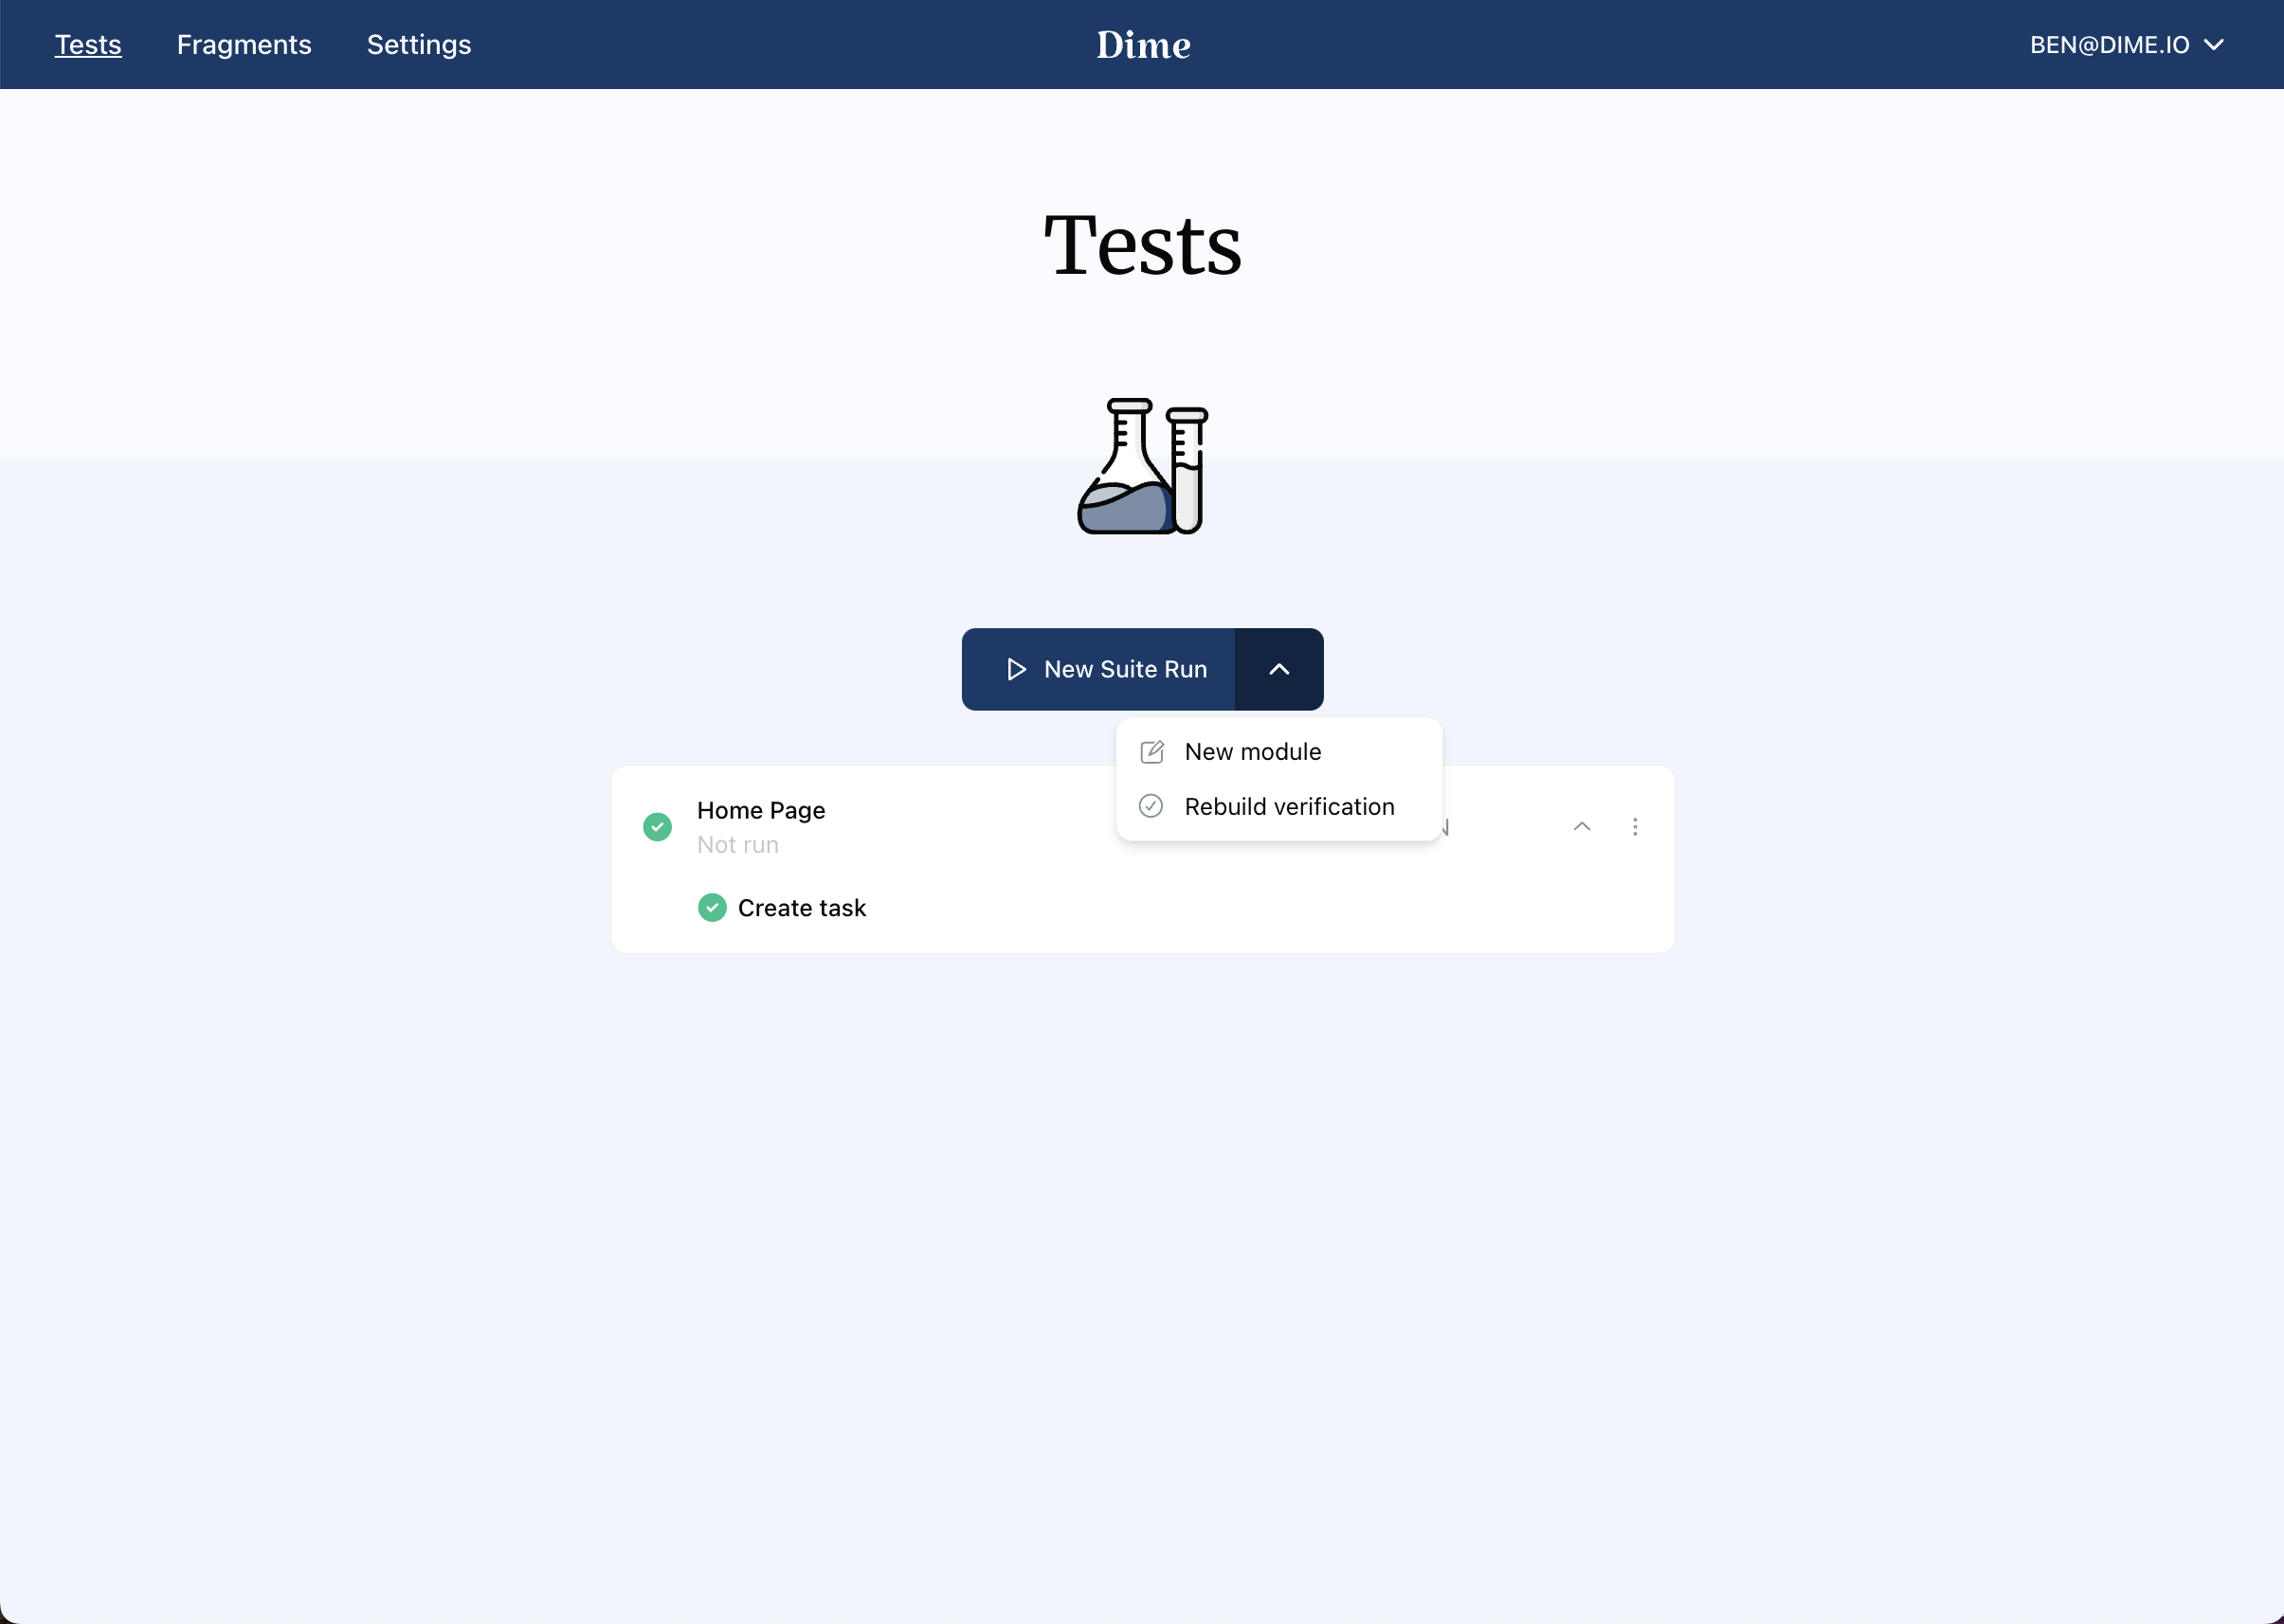 Tests
Fragments
Settings
Dime
BEN@DIME.IO
Tests
New Suite Run
New module
Rebuild verification
Home Page
Not run
Create task